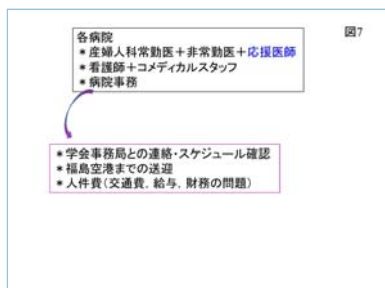 図7
各病院
＊産婦人科常勤医＋非常勤医＋応援医師
＊看護師＋コメディカルスタッフ
＊病院事務
＊学会事務局との連絡・スケジュール確認
＊福島空港までの送迎
＊人件費（交通費，給与，財務の問題）